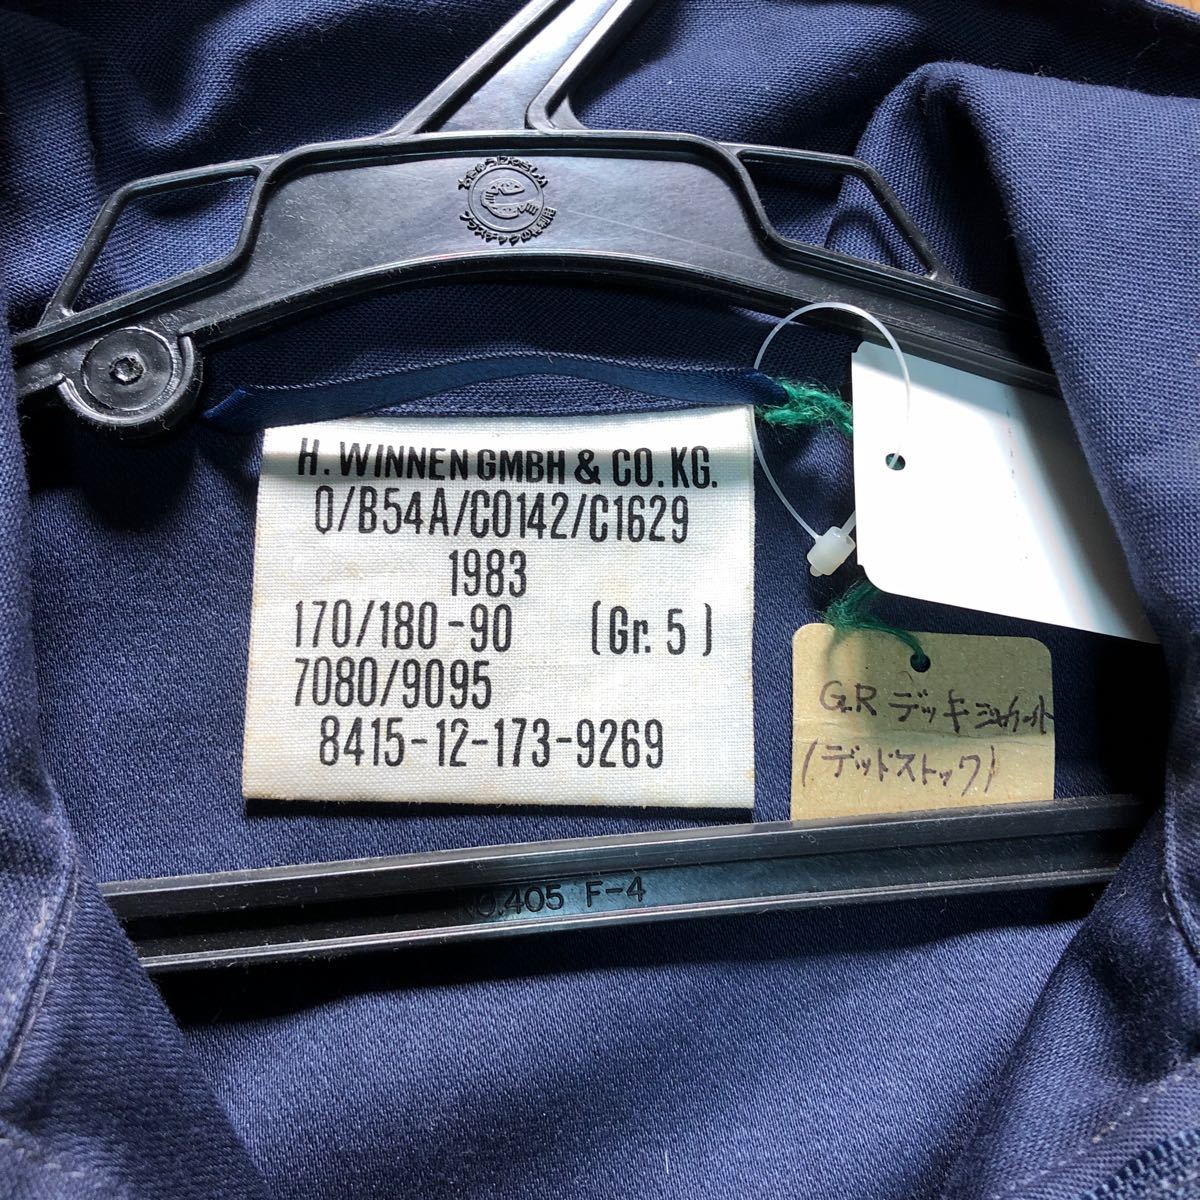 H. WINNEN GMBH & CO. KG.
Q/B54A/C0142/C1629
1983
170/180-90 (Gr. 5)
7080/9095
8415-12-173-9269
GR デッキジャケット
(デッドストック)
NO.405 F-4